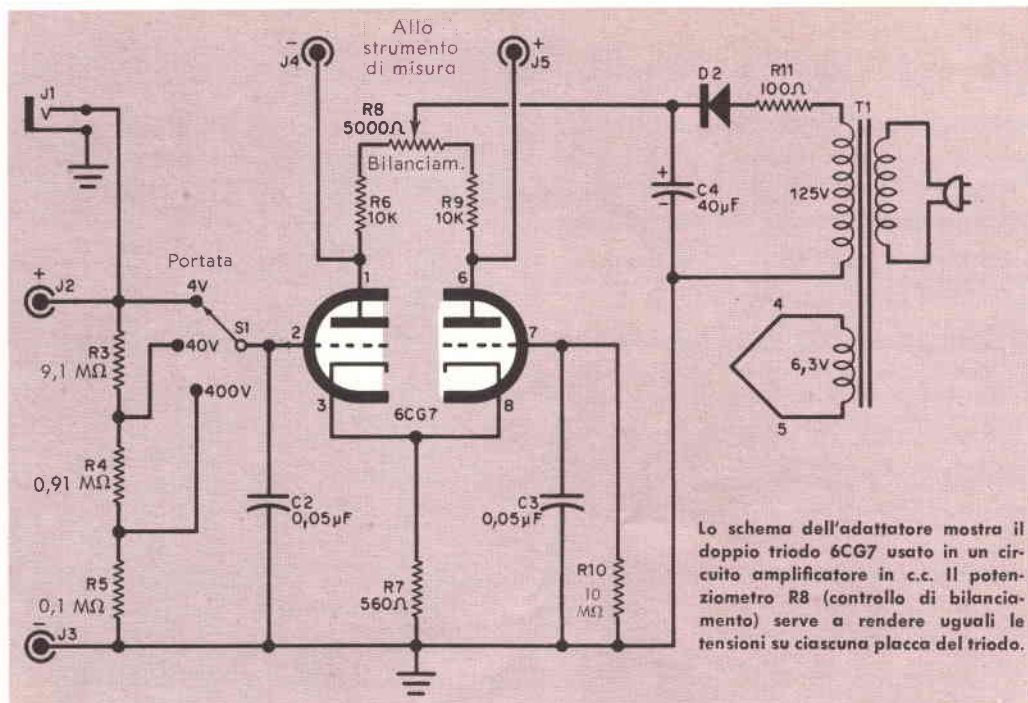 Allo
strumento
di misura
-
J4
+
J5
J1
R8
5000Ω
Bilanciam.
D2
R11
100Ω
T1
R6
10K
R9
10K
+
C4
-
40µF
125V
Portata
+
J2
4V
1
6
S1
R3
9,1 MΩ
40V
2
7
400V
3
6CG7
8
4
6,3V
5
R4
0,91 MΩ
C2
0,05µF
C3
0,05µF
R5
0,1 MΩ
R7
560Ω
R10
10
MΩ
-
J3
Lo schema dell'adattatore mostra il
doppio triodo 6CG7 usato in un cir-
cuito amplificatore in c.c. Il poten-
ziometro R8 (controllo di bilancia-
mento) serve a rendere uguali le
tensioni su ciascuna placca del triodo.